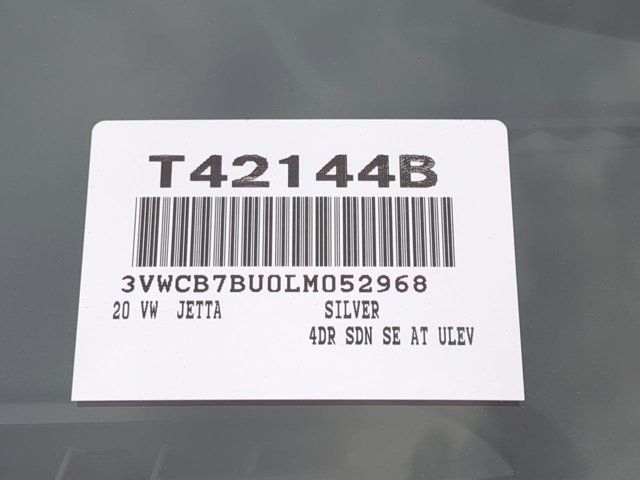 T42144B
3VWCB7BU0LM052968
20 VW JETTA SILVER
4DR SDN SE AT ULEV